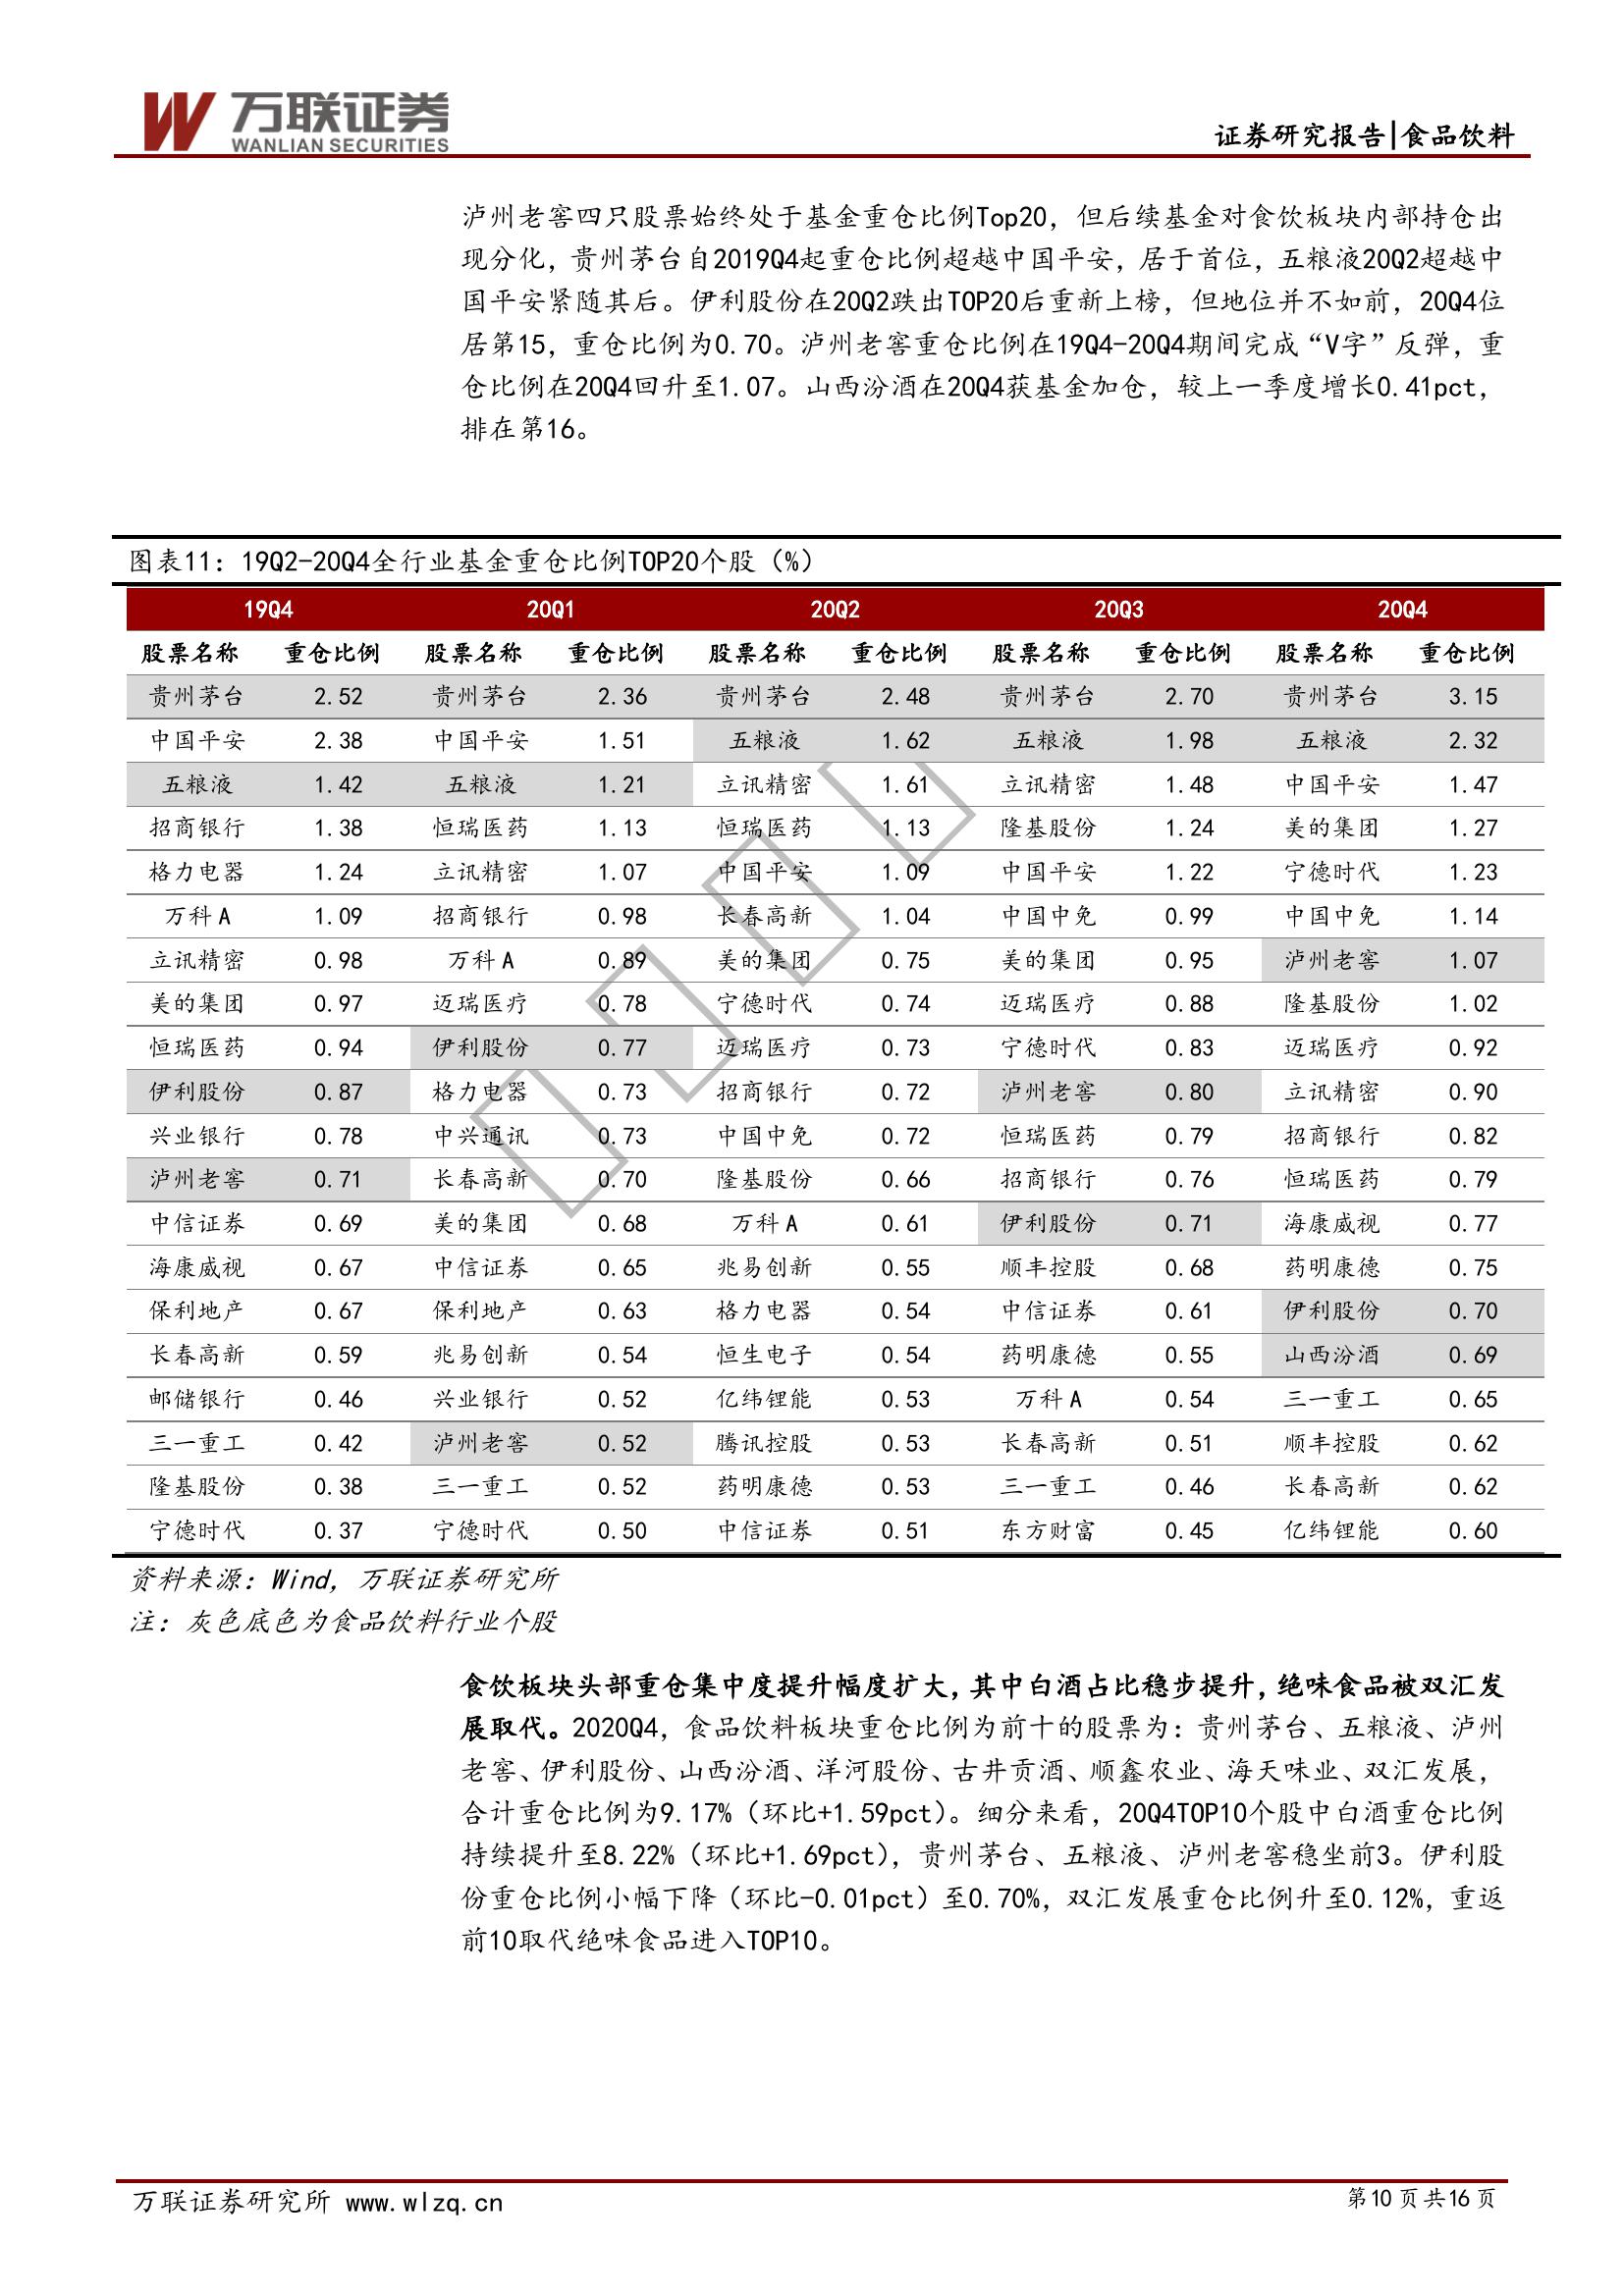 万联证券
WANLIAN SECURITIES
证券研究报告|食品饮料
泸州老窖四只股票始终处于基金重仓比例Top20，但后续基金对食饮板块内部持仓出
现分化，贵州茅台自2019Q4起重仓比例超越中国平安，居于首位，五粮液20Q2超越中
国平安紧随其后。伊利股份在20Q2跌出TOP20后重新上榜，但地位并不如前，20Q4位
居第15，重仓比例为0.70。泸州老窖重仓比例在19Q4-20Q4期间完成“V字”反弹，重
仓比例在20Q4回升至1.07。山西汾酒在20Q4获基金加仓，较上一季度增长0.41pct，
排在第16。
图表11：19Q2-20Q4全行业基金重仓比例TOP20个股（%）
19Q4 20Q1 20Q2 20Q3 20Q4
股票名称 重仓比例 股票名称 重仓比例 股票名称 重仓比例 股票名称 重仓比例 股票名称 重仓比例
贵州茅台 2.52 贵州茅台 2.36 贵州茅台 2.48 贵州茅台 2.70 贵州茅台 3.15
中国平安 2.38 中国平安 1.51 五粮液 1.62 五粮液 1.98 五粮液 2.32
五粮液 1.42 五粮液 1.21 立讯精密 1.61 立讯精密 1.48 中国平安 1.47
招商银行 1.38 恒瑞医药 1.13 恒瑞医药 1.13 隆基股份 1.24 美的集团 1.27
格力电器 1.24 立讯精密 1.07 中国平安 1.09 中国平安 1.22 宁德时代 1.23
万科A 1.09 招商银行 0.98 长春高新 1.04 中国中免 0.99 中国中免 1.14
立讯精密 0.98 万科A 0.89 美的集团 0.75 美的集团 0.95 泸州老窖 1.07
美的集团 0.97 迈瑞医疗 0.78 宁德时代 0.74 迈瑞医疗 0.88 隆基股份 1.02
恒瑞医药 0.94 伊利股份 0.77 迈瑞医疗 0.73 宁德时代 0.83 迈瑞医疗 0.92
伊利股份 0.87 格力电器 0.73 招商银行 0.72 泸州老窖 0.80 立讯精密 0.90
兴业银行 0.78 中兴通讯 0.73 中国中免 0.72 恒瑞医药 0.79 招商银行 0.82
泸州老窖 0.71 长春高新 0.70 隆基股份 0.66 招商银行 0.76 恒瑞医药 0.79
中信证券 0.69 美的集团 0.68 万科A 0.61 伊利股份 0.71 海康威视 0.77
海康威视 0.67 中信证券 0.65 兆易创新 0.55 顺丰控股 0.68 药明康德 0.75
保利地产 0.67 保利地产 0.63 格力电器 0.54 中信证券 0.61 伊利股份 0.70
长春高新 0.59 兆易创新 0.54 恒生电子 0.54 药明康德 0.55 山西汾酒 0.69
邮储银行 0.46 兴业银行 0.52 亿纬锂能 0.53 万科A 0.54 三一重工 0.65
三一重工 0.42 泸州老窖 0.52 腾讯控股 0.53 长春高新 0.51 顺丰控股 0.62
隆基股份 0.38 三一重工 0.52 药明康德 0.53 三一重工 0.46 长春高新 0.62
宁德时代 0.37 宁德时代 0.50 中信证券 0.51 东方财富 0.45 亿纬锂能 0.60
资料来源：Wind，万联证券研究所
注：灰色底色为食品饮料行业个股
食饮板块头部重仓集中度提升幅度扩大，其中白酒占比稳步提升，绝味食品被双汇发
展取代。2020Q4，食品饮料板块重仓比例为前十的股票为：贵州茅台、五粮液、泸州
老窖、伊利股份、山西汾酒、洋河股份、古井贡酒、顺鑫农业、海天味业、双汇发展，
合计重仓比例为9.17%（环比+1.59pct）。细分来看，20Q4TOP10个股中白酒重仓比例
持续提升至8.22%（环比+1.69pct），贵州茅台、五粮液、泸州老窖稳坐前3。伊利股
份重仓比例小幅下降（环比-0.01pct）至0.70%，双汇发展重仓比例升至0.12%，重返
前10取代绝味食品进入TOP10。
万联证券研究所 www.wlzq.cn
第10页共16页